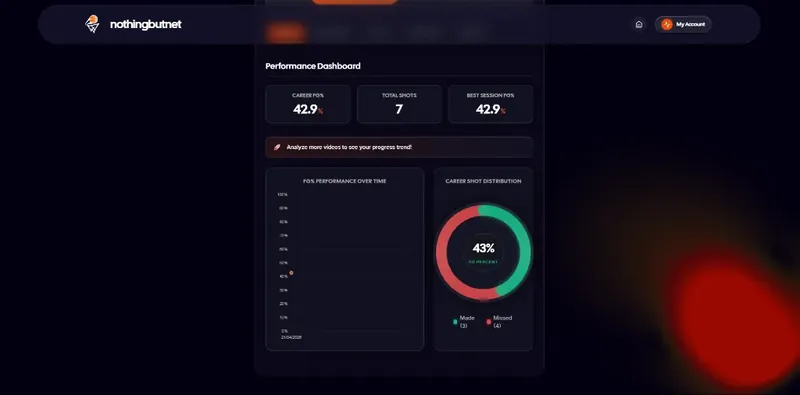 nothingbutnet
My Account
Performance Dashboard
CAREER FG%
42.9%
TOTAL SHOTS
7
BEST SESSION FG%
42.9%
Analyze more videos to see your progress trend!
FG% PERFORMANCE OVER TIME
100%
90%
80%
70%
60%
50%
40%
30%
20%
10%
0%
CAREER SHOT DISTRIBUTION
43%
Made
(3)
Missed
(4)